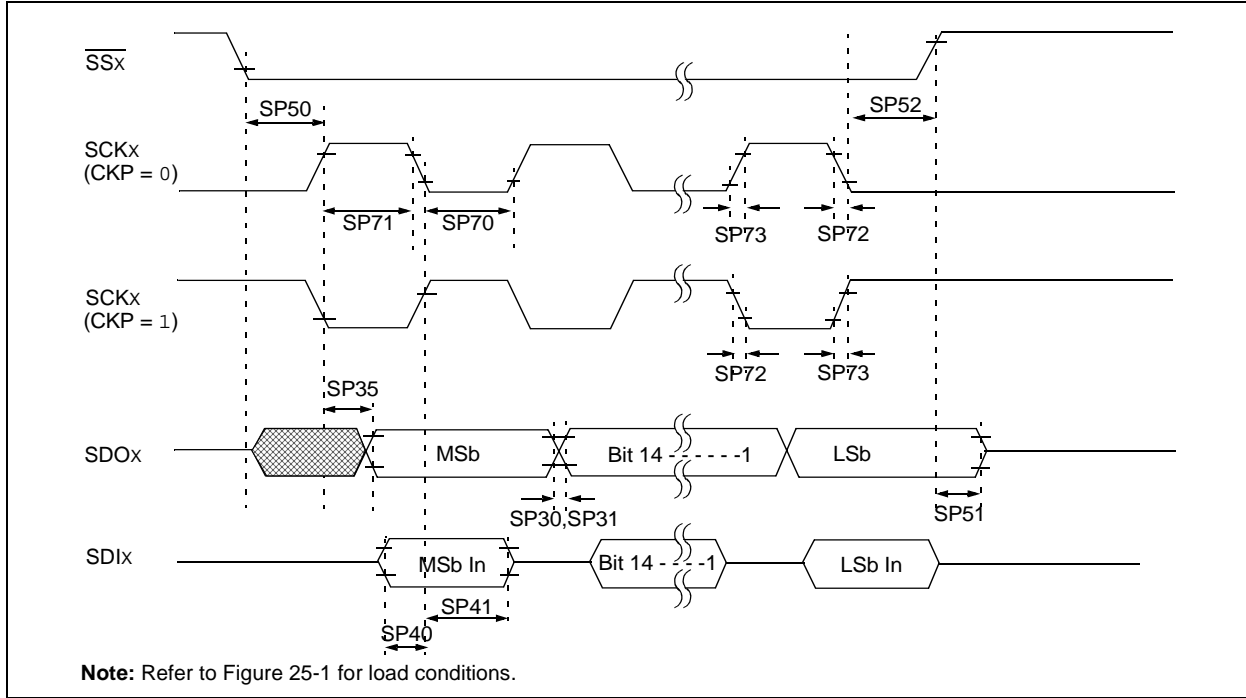 SSX
SP50
SP52
SCKX
(CKP = 0)
SP71
SP70
SP73
SP72
SCKX
(CKP = 1)
SP72
SP73
SP35
SDOX
MSb
Bit 14 - - - - - -1
LSb
SP30,SP31
SP51
SDIX
MSb In
Bit 14 - - - -1
LSb In
SP41
SP40
Note: Refer to Figure 25-1 for load conditions.